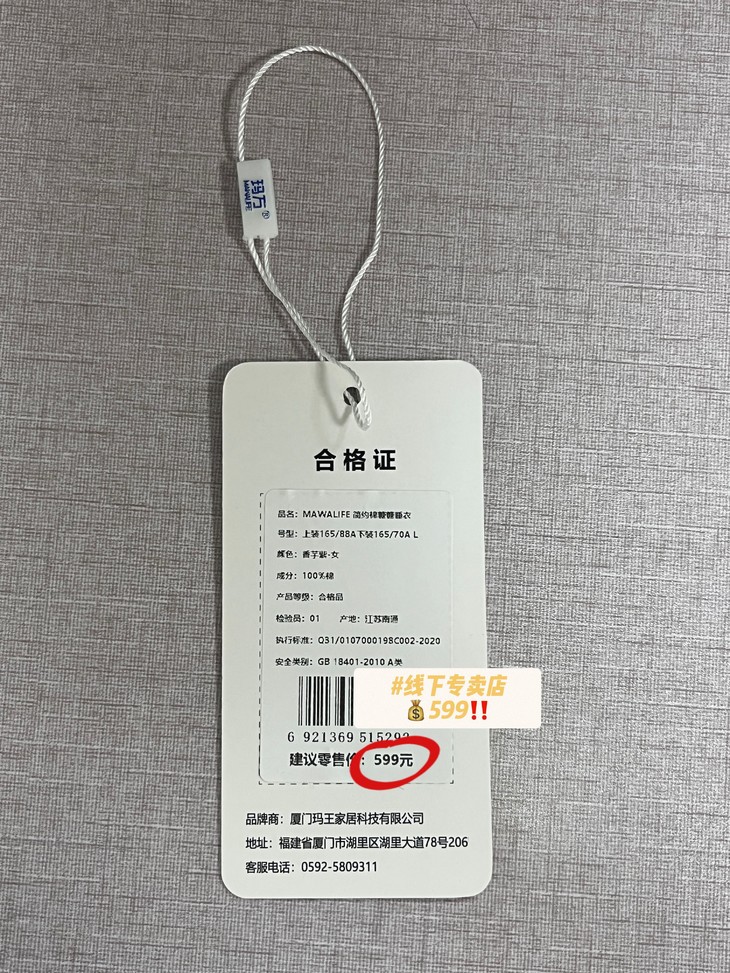 玛万®
MAWALIFE
合格证
品名：MAWALIFE 简约棉睡衣
号型：上装165/88A下装165/70A L
颜色：香芋紫-女
成分：100%棉
产品等级：合格品
检验员：01 产地：江苏南通
执行标准：Q31/0107000198C002-2020
安全类别：GB 18401-2010 A类
#线下专卖店
💰599‼️
6 921369 515292
建议零售价：599元
品牌商：厦门玛王家居科技有限公司
地址：福建省厦门市湖里区湖里大道78号206
客服电话：0592-5809311